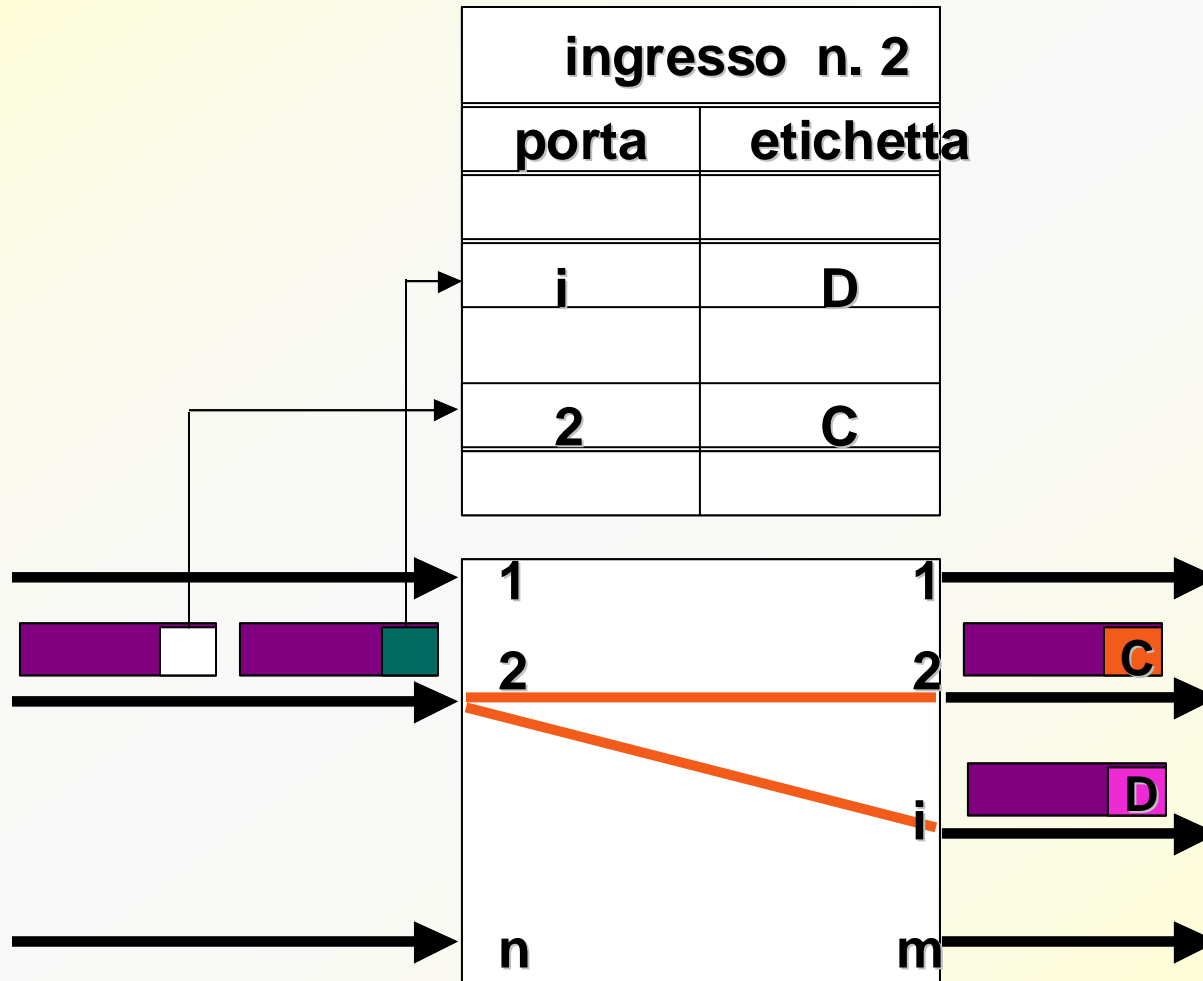 ingresso n. 2
porta etichetta
i D
2 C
1 1
2 2 C
i D
n m